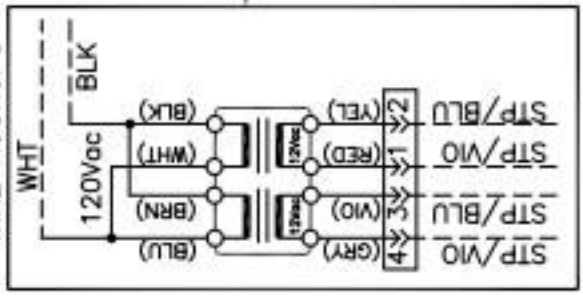 WHT
BLK
120Vac
(BLK) (YEL) 2 STP/BLU
12Vac
(WHT) (RED) 1 STP/VIO
(BRN) (VIO) 3 STP/BLU
12Vac
(BLU) (GRY) 4 STP/VIO